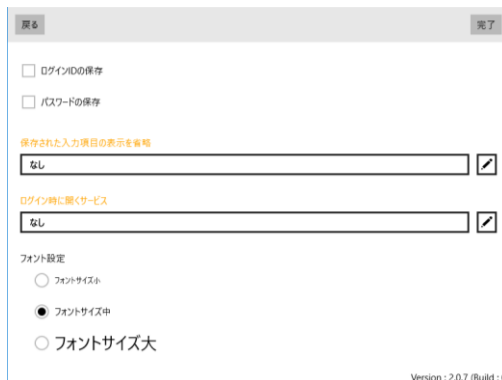 戻る 完了
ログインIDの保存
パスワードの保存
保存された入力項目の表示を省略
なし
ログイン時に開くサービス
なし
フォント設定
フォントサイズ小
フォントサイズ中
フォントサイズ大
Version : 2.0.7 (Build :